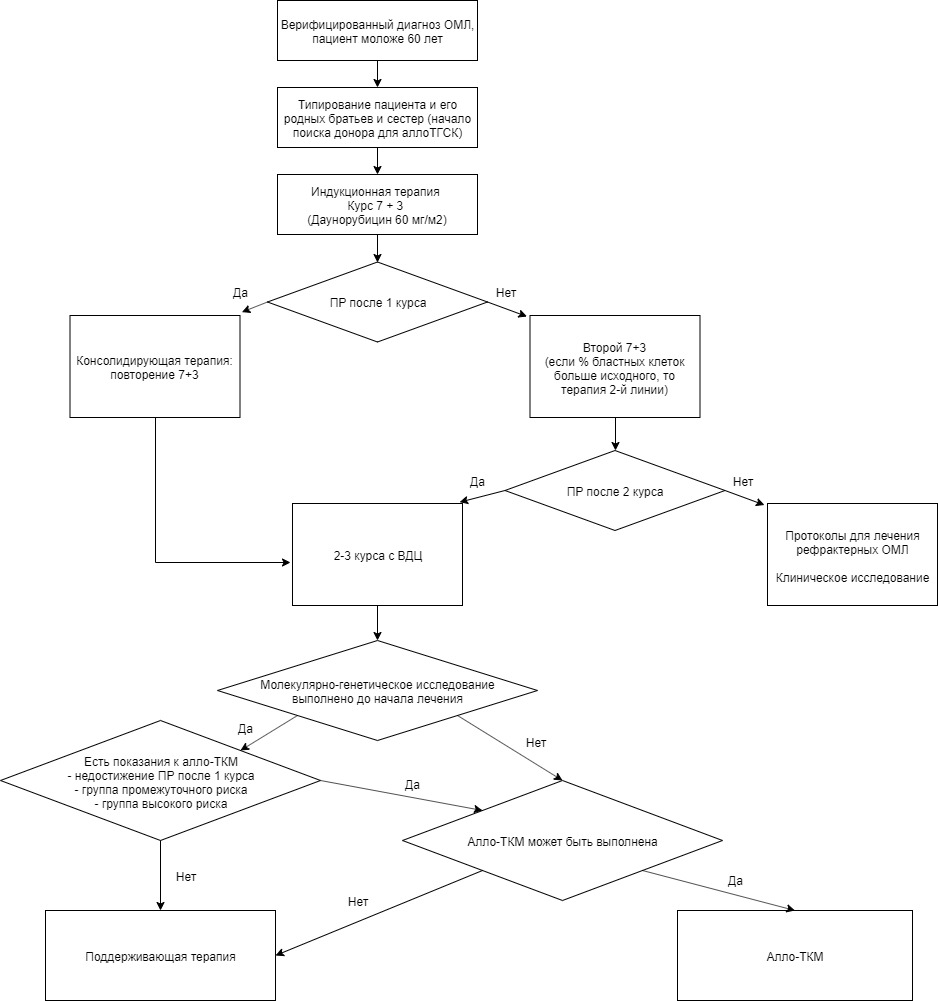 Верифицированный диагноз ОМЛ,
пациент моложе 60 лет
Типирование пациента и его
родных братьев и сестер (начало
поиска донора для аллоТГСК)
Индукционная терапия
Курс 7 + 3
(Даунорубицин 60 мг/м2)
Да
Нет
ПР после 1 курса
Консолидирующая терапия:
повторение 7+3
Второй 7+3
(если % бластных клеток
больше исходного, то
терапия 2-й линии)
Да
Нет
ПР после 2 курса
2-3 курса с ВДЦ
Протоколы для лечения
рефрактерных ОМЛ
Клиническое исследование
Молекулярно-генетическое исследование
выполнено до начала лечения
Да
Нет
Есть показания к алло-ТКМ
- недостижение ПР после 1 курса
- группа промежуточного риска
- группа высокого риска
Да
Алло-ТКМ может быть выполнена
Нет
Нет
Да
Поддерживающая терапия
Алло-ТКМ